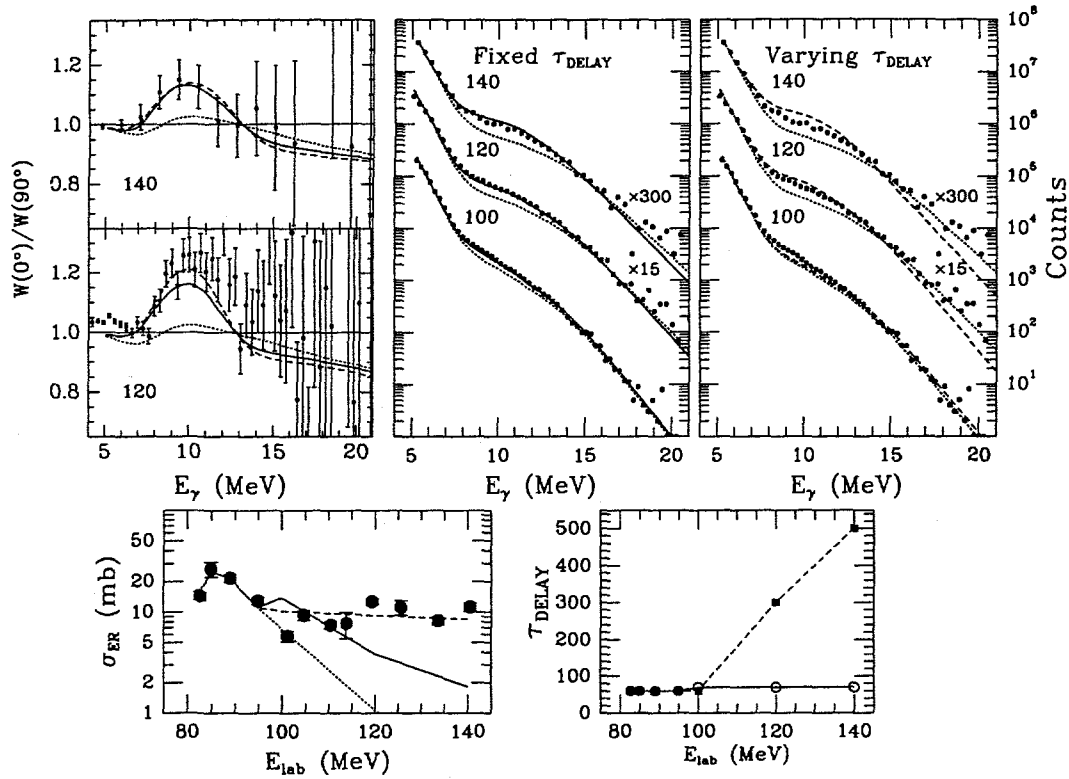 W(0°)/W(90°)
1.2
1.0
0.8
140
1.2
1.0
0.8
120
5 10 15 20
E_γ (MeV)
Fixed τ_DELAY
140
120
100
×300
×15
5 10 15 20
E_γ (MeV)
Varying τ_DELAY
140
120
100
×300
×15
5 10 15 20
E_γ (MeV)
10^8
10^7
10^6
10^5
10^4
10^3
10^2
10^1
Counts
σ_ER (mb)
50
20
10
5
2
1
80 100 120 140
E_lab (MeV)
τ_DELAY
500
400
300
200
100
0
80 100 120 140
E_lab (MeV)